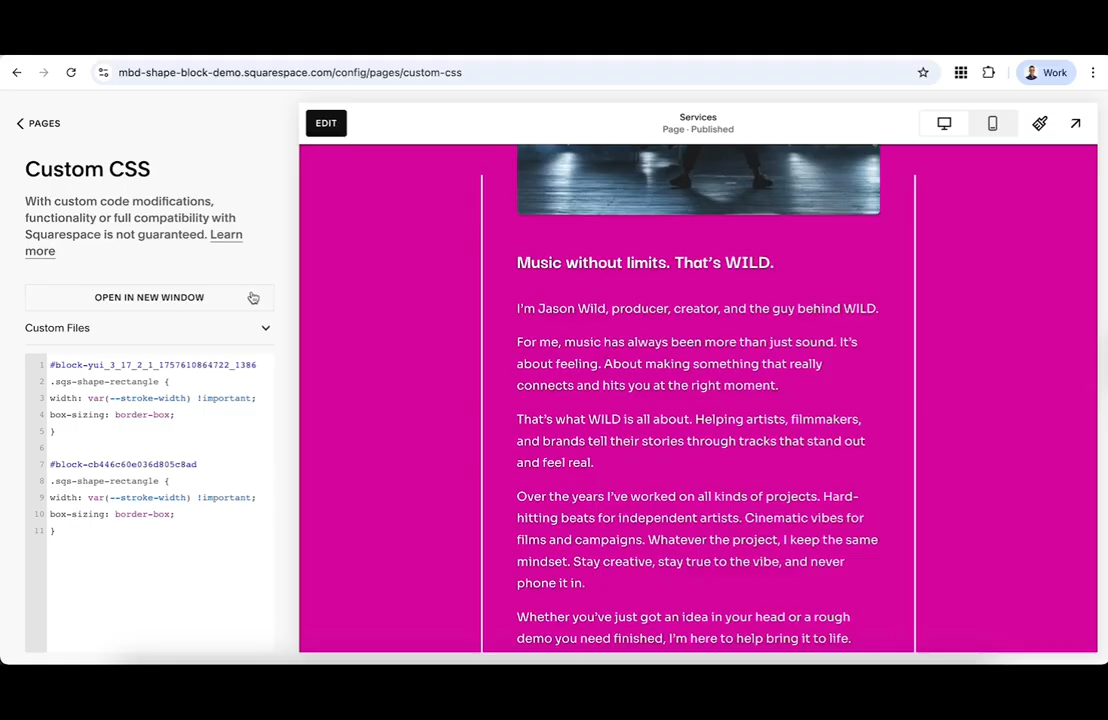 mbd-shape-block-demo.squarespace.com/config/pages/custom-css
Work
PAGES
Custom CSS
With custom code modifications,
functionality or full compatibility with
Squarespace is not guaranteed. Learn
more
OPEN IN NEW WINDOW
Custom Files
1 #block-yui_3_17_2_1_1757610864722_1386
2 .sqs-shape-rectangle {
3 width: var(--stroke-width) !important;
4 box-sizing: border-box;
5 }
6
7 #block-cb446c60e036d805c8ad
8 .sqs-shape-rectangle {
9 width: var(--stroke-width) !important;
10 box-sizing: border-box;
11 }
EDIT
Services
Page · Published
Music without limits. That's WILD.
I'm Jason Wild, producer, creator, and the guy behind WILD.
For me, music has always been more than just sound. It's
about feeling. About making something that really
connects and hits you at the right moment.
That's what WILD is all about. Helping artists, filmmakers,
and brands tell their stories through tracks that stand out
and feel real.
Over the years I've worked on all kinds of projects. Hard-
hitting beats for independent artists. Cinematic vibes for
films and campaigns. Whatever the project, I keep the same
mindset. Stay creative, stay true to the vibe, and never
phone it in.
Whether you've just got an idea in your head or a rough
demo you need finished, I'm here to help bring it to life.